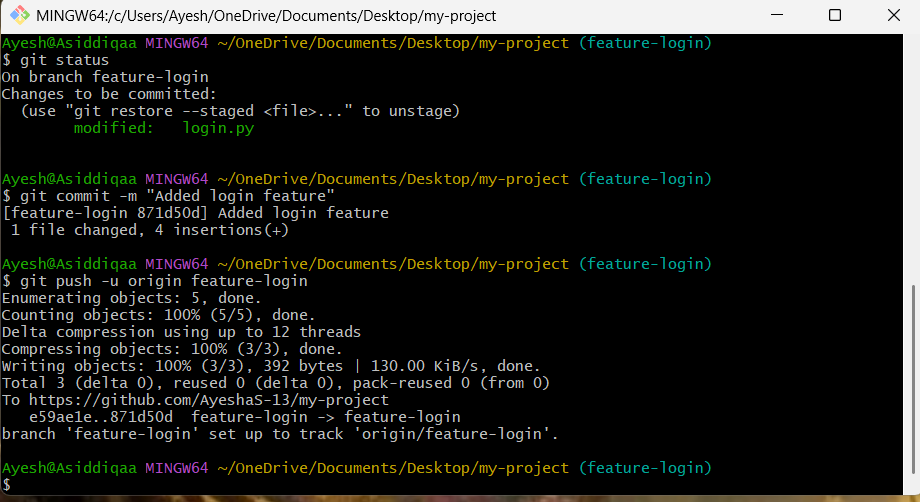 MINGW64:/c/Users/Ayesh/OneDrive/Documents/Desktop/my-project
Ayesh@Asiddiqaa MINGW64 ~/OneDrive/Documents/Desktop/my-project (feature-login)
$ git status
On branch feature-login
Changes to be committed:
  (use "git restore --staged <file>..." to unstage)
        modified:   login.py

Ayesh@Asiddiqaa MINGW64 ~/OneDrive/Documents/Desktop/my-project (feature-login)
$ git commit -m "Added login feature"
[feature-login 871d50d] Added login feature
 1 file changed, 4 insertions(+)

Ayesh@Asiddiqaa MINGW64 ~/OneDrive/Documents/Desktop/my-project (feature-login)
$ git push -u origin feature-login
Enumerating objects: 5, done.
Counting objects: 100% (5/5), done.
Delta compression using up to 12 threads
Compressing objects: 100% (3/3), done.
Writing objects: 100% (3/3), 392 bytes | 130.00 KiB/s, done.
Total 3 (delta 0), reused 0 (delta 0), pack-reused 0 (from 0)
To https://github.com/AyeshaS-13/my-project
   e59ae1e..871d50d  feature-login -> feature-login
branch 'feature-login' set up to track 'origin/feature-login'.

Ayesh@Asiddiqaa MINGW64 ~/OneDrive/Documents/Desktop/my-project (feature-login)
$